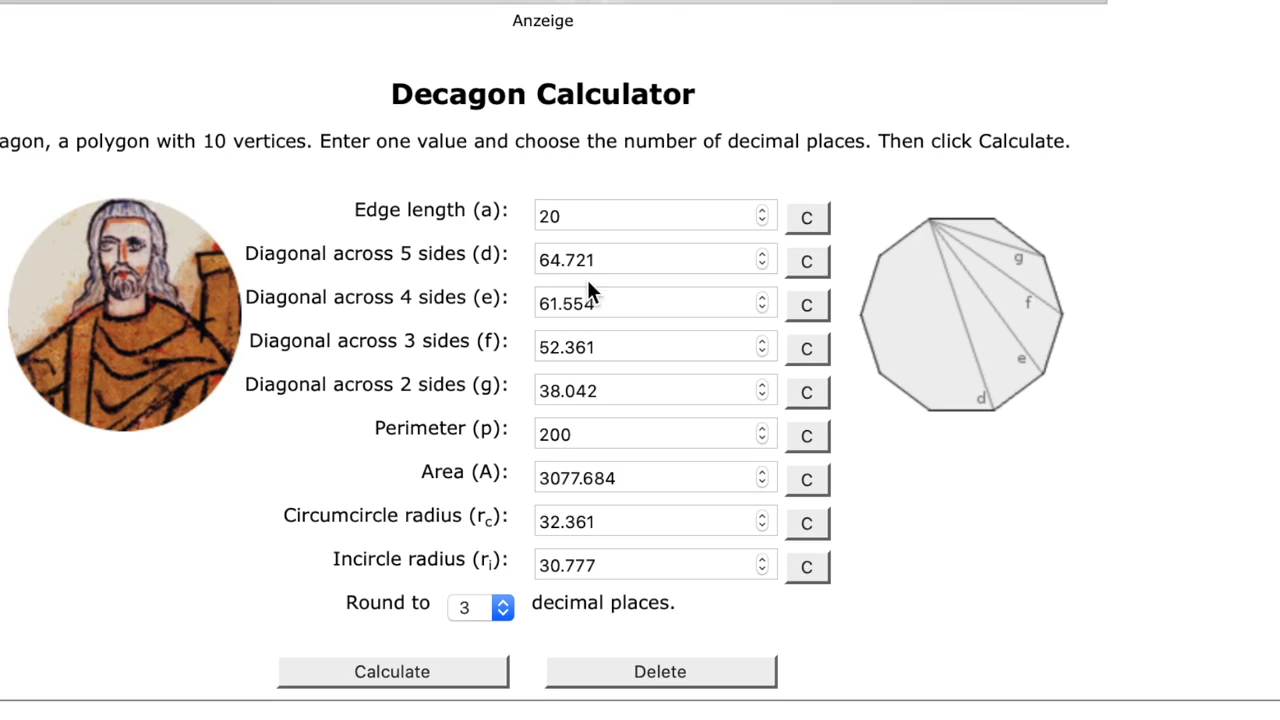 Anzeige
Decagon Calculator
agon, a polygon with 10 vertices. Enter one value and choose the number of decimal places. Then click Calculate.
Edge length (a): 20 C
Diagonal across 5 sides (d): 64.721 C
Diagonal across 4 sides (e): 61.554 C
Diagonal across 3 sides (f): 52.361 C
Diagonal across 2 sides (g): 38.042 C
Perimeter (p): 200 C
Area (A): 3077.684 C
Circumcircle radius (rc): 32.361 C
Incircle radius (ri): 30.777 C
Round to 3 decimal places.
Calculate Delete
g
f
e
d